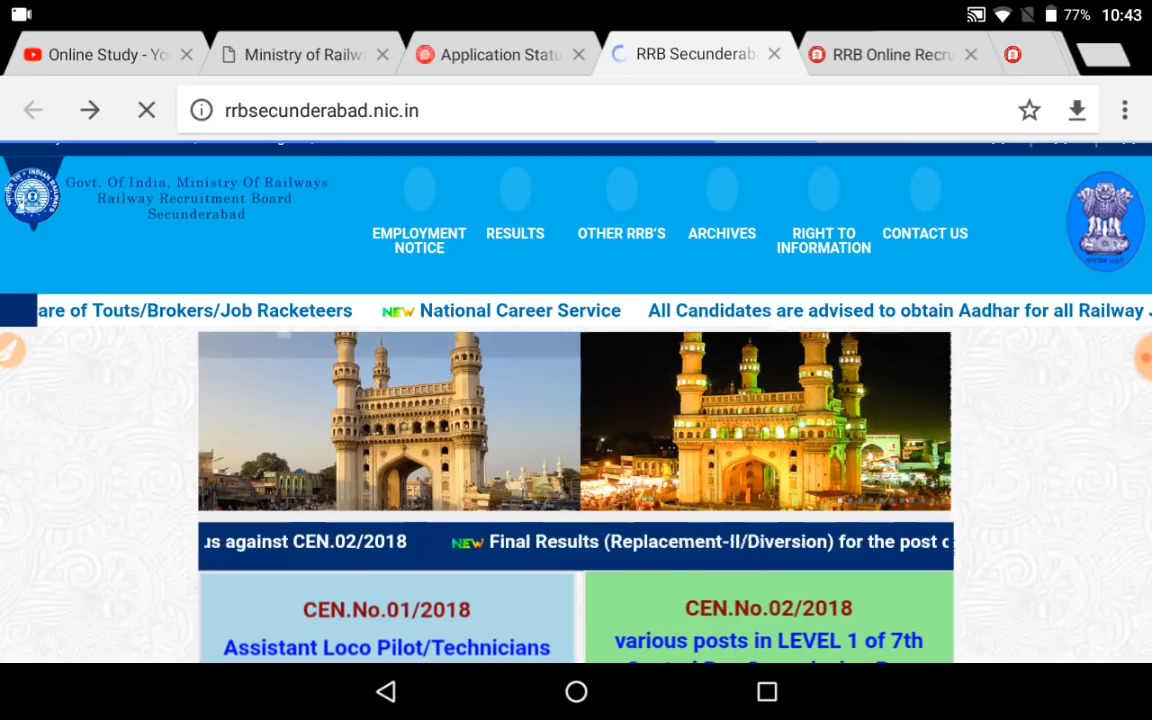 77% 10:43
Online Study - Yo
Ministry of Railw
Application Statu
RRB Secunderab
RRB Online Recru
rrbsecunderabad.nic.in
Govt. Of India, Ministry Of Railways
Railway Recruitment Board
Secunderabad
EMPLOYMENT
NOTICE
RESULTS
OTHER RRB'S
ARCHIVES
RIGHT TO
INFORMATION
CONTACT US
are of Touts/Brokers/Job Racketeers NEW National Career Service All Candidates are advised to obtain Aadhar for all Railway
us against CEN.02/2018 NEW Final Results (Replacement-II/Diversion) for the post
CEN.No.01/2018
Assistant Loco Pilot/Technicians
CEN.No.02/2018
various posts in LEVEL 1 of 7th